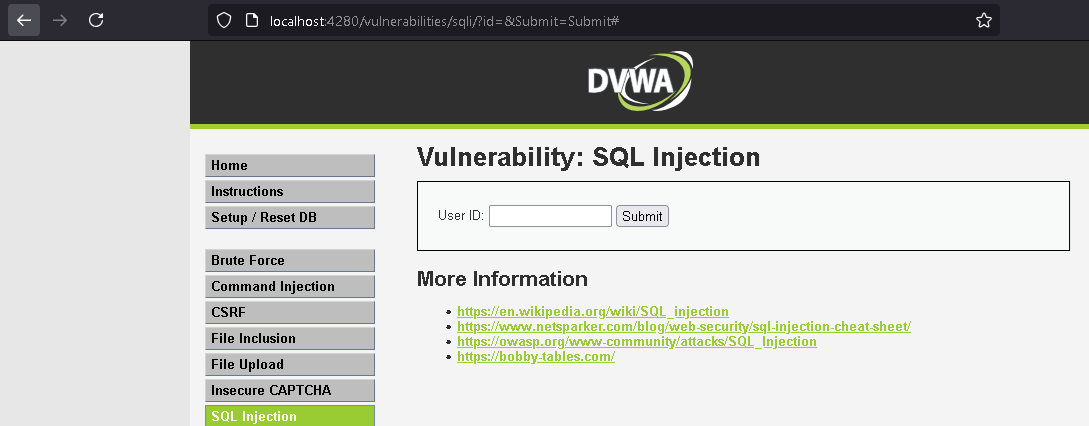 localhost:4280/vulnerabilities/sqli/?id=&Submit=Submit#
DVWA
Home
Instructions
Setup / Reset DB
Brute Force
Command Injection
CSRF
File Inclusion
File Upload
Insecure CAPTCHA
SQL Injection
Vulnerability: SQL Injection
User ID: Submit
More Information
https://en.wikipedia.org/wiki/SQL_injection
https://www.netsparker.com/blog/web-security/sql-injection-cheat-sheet/
https://owasp.org/www-community/attacks/SQL_Injection
https://bobby-tables.com/